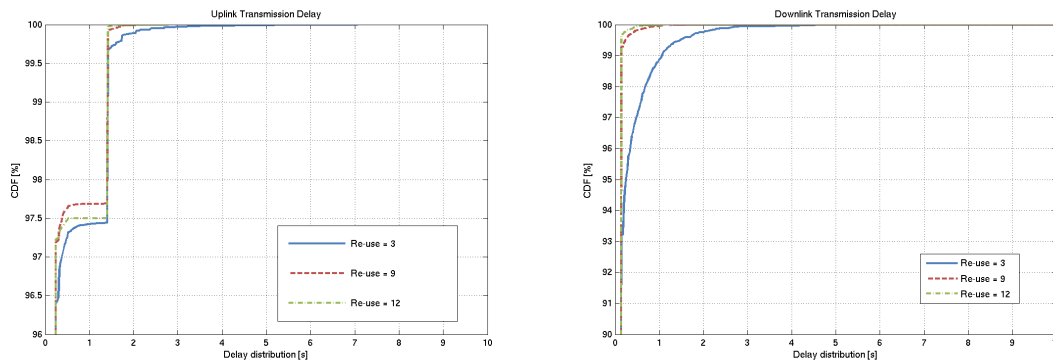 Uplink Transmission Delay
100
99.5
99
98.5
98
97.5
97
96.5
96
CDF [%]
0 1 2 3 4 5 6 7 8 9 10
Delay distribution [s]
Re-use = 3
Re-use = 9
Re-use = 12
Downlink Transmission Delay
100
99
98
97
96
95
94
93
92
91
90
CDF [%]
0 1 2 3 4 5 6 7 8 9
Delay distribution [s]
Re-use = 3
Re-use = 9
Re-use = 12